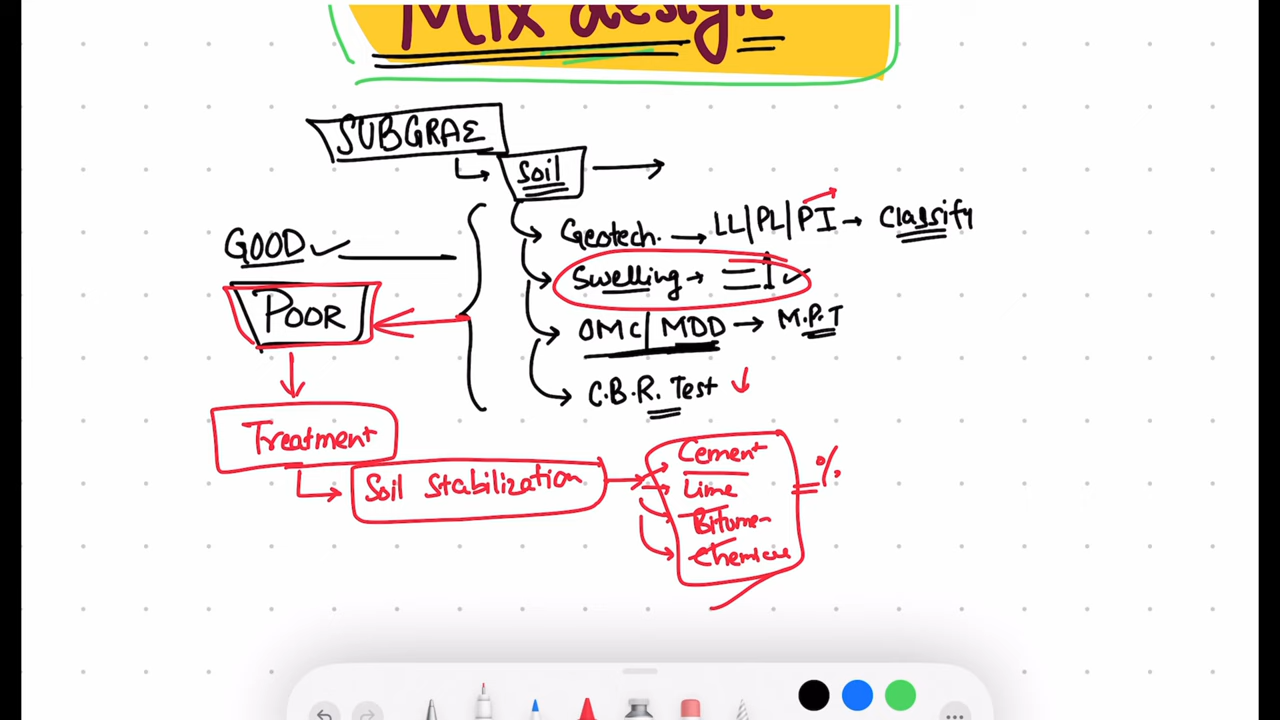 Mix design
SUBGRAE
Soil
Geotech. → LL/PL/PI → Classify
GOOD ✓
Swelling →
POOR
OMC/MDD → M.P.T
C.B.R. Test ↓
Treatment
Soil Stabilization →
Cement
Lime
Bitumen
Chemical
%